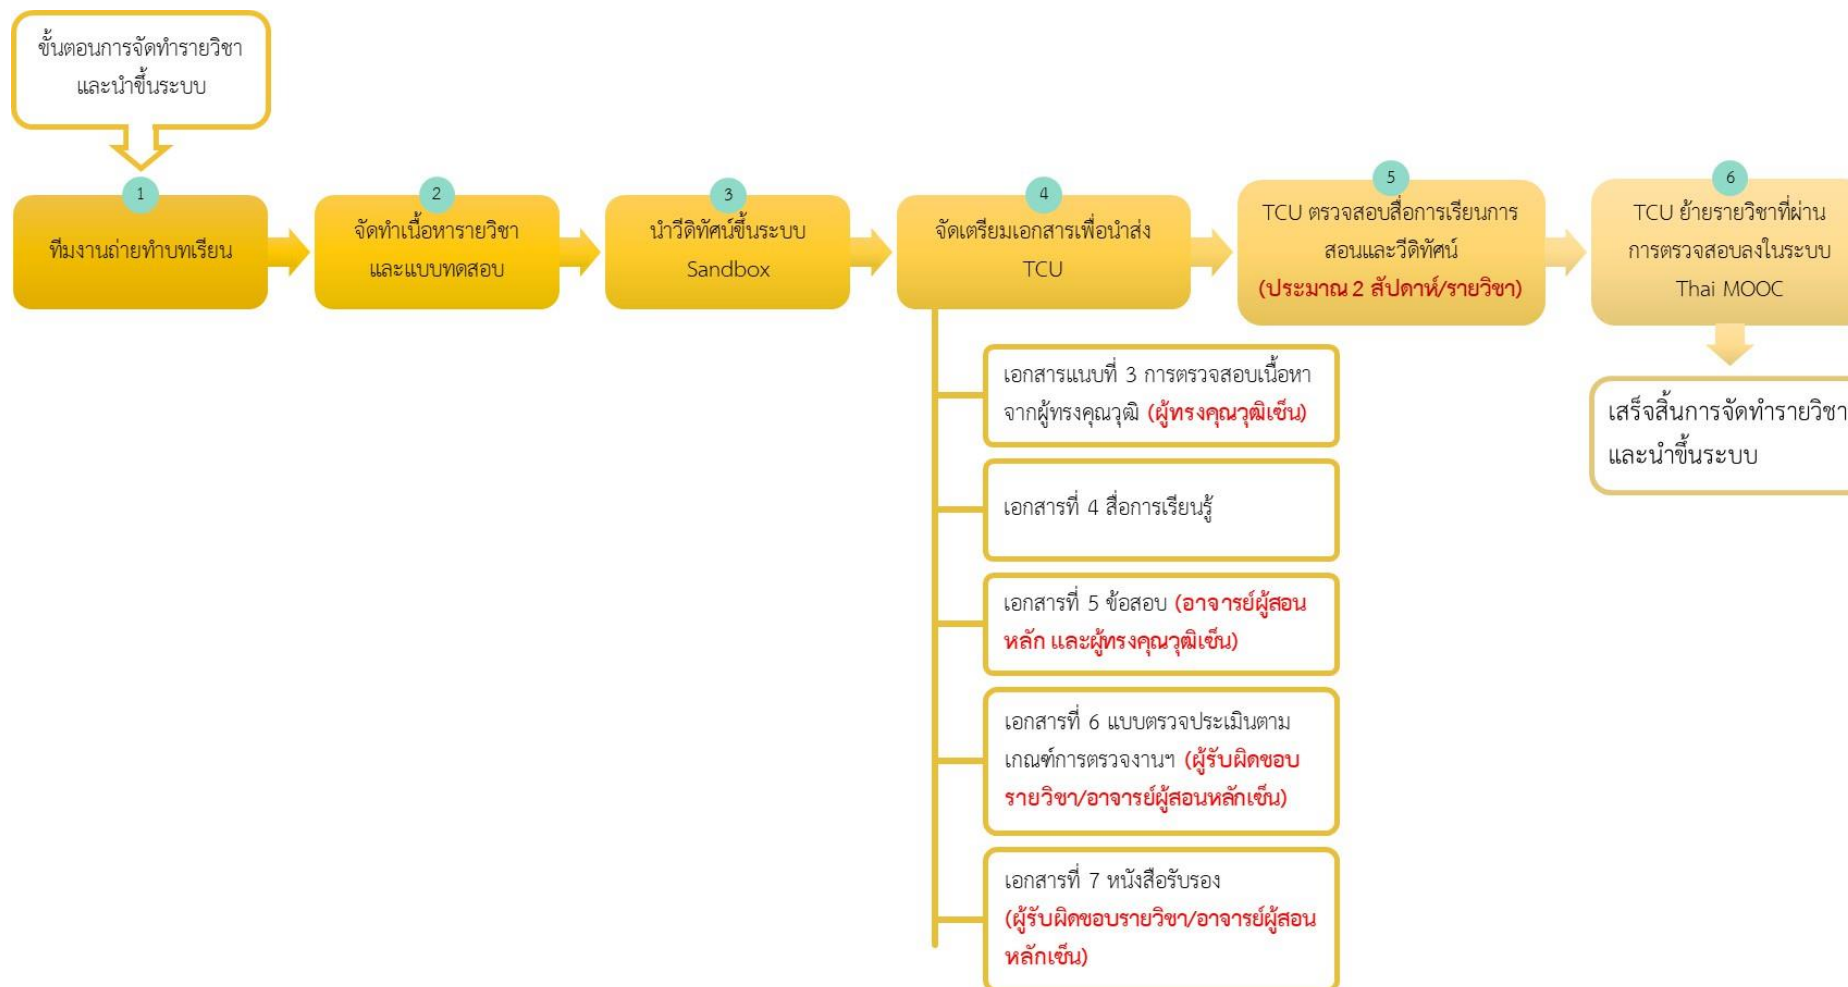 ขั้นตอนการจัดทำรายวิชา
และนำขึ้นระบบ
1
ทีมงานถ่ายทำบทเรียน
2
จัดทำเนื้อหารายวิชา
และแบบทดสอบ
3
นำวีดิทัศน์ขึ้นระบบ
Sandbox
4
จัดเตรียมเอกสารเพื่อนำส่ง
TCU
5
TCU ตรวจสอบสื่อการเรียนการ
สอนและวีดิทัศน์
(ประมาณ 2 สัปดาห์/รายวิชา)
6
TCU ย้ายรายวิชาที่ผ่าน
การตรวจสอบลงในระบบ
Thai MOOC
เอกสารแนบที่ 3 การตรวจสอบเนื้อหา
จากผู้ทรงคุณวุฒิ (ผู้ทรงคุณวุฒิเซ็น)
เอกสารที่ 4 สื่อการเรียนรู้
เอกสารที่ 5 ข้อสอบ (อาจารย์ผู้สอน
หลัก และผู้ทรงคุณวุฒิเซ็น)
เอกสารที่ 6 แบบตรวจประเมินตาม
เกณฑ์การตรวจงานฯ (ผู้รับผิดชอบ
รายวิชา/อาจารย์ผู้สอนหลักเซ็น)
เอกสารที่ 7 หนังสือรับรอง
(ผู้รับผิดชอบรายวิชา/อาจารย์ผู้สอน
หลักเซ็น)
เสร็จสิ้นการจัดทำรายวิชา
และนำขึ้นระบบ